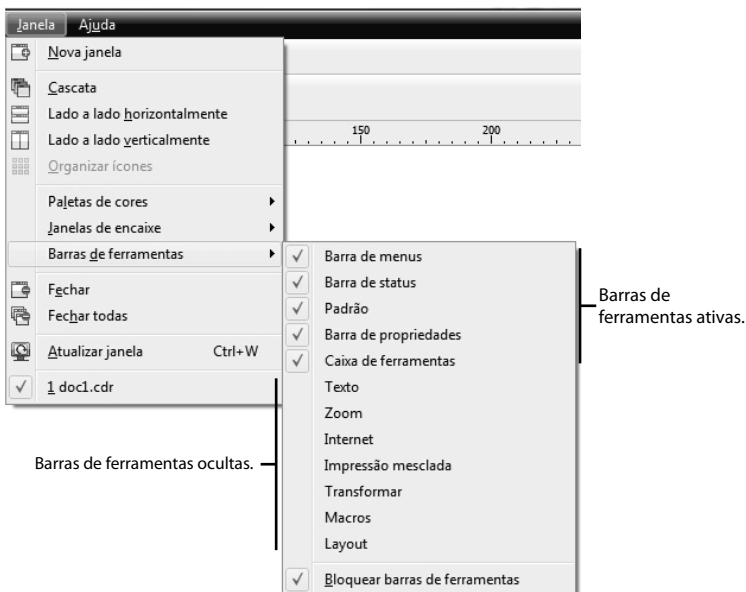 Janela Ajuda
Nova janela
Cascata
Lado a lado horizontalmente
Lado a lado verticalmente
Organizar ícones
Paletas de cores
Janelas de encaixe
Barras de ferramentas
Fechar
Fechar todas
Atualizar janela Ctrl+W
1 doc1.cdr
150 200
Barra de menus
Barra de status
Padrão
Barra de propriedades
Caixa de ferramentas
Texto
Zoom
Internet
Impressão mesclada
Transformar
Macros
Layout
Bloquear barras de ferramentas
Barras de
ferramentas ativas.
Barras de ferramentas ocultas.